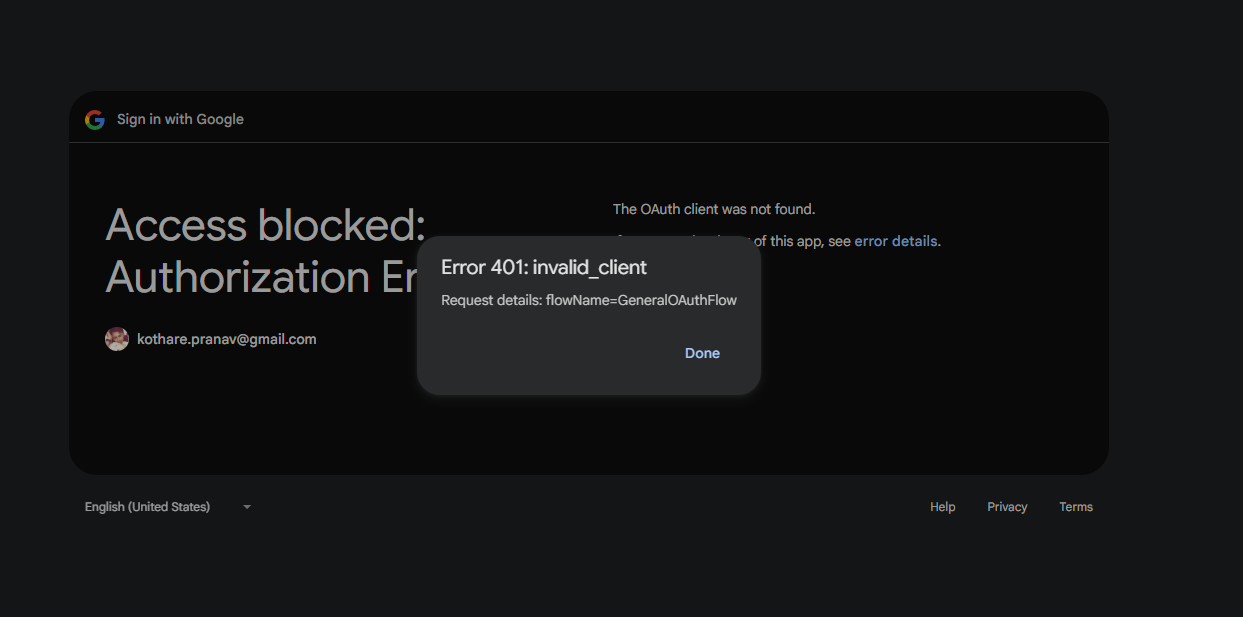 Sign in with Google
Access blocked:
Authorization Er
kothare.pranav@gmail.com
The OAuth client was not found.
of this app, see error details.
Error 401: invalid_client
Request details: flowName=GeneralOAuthFlow
Done
English (United States)
Help
Privacy
Terms